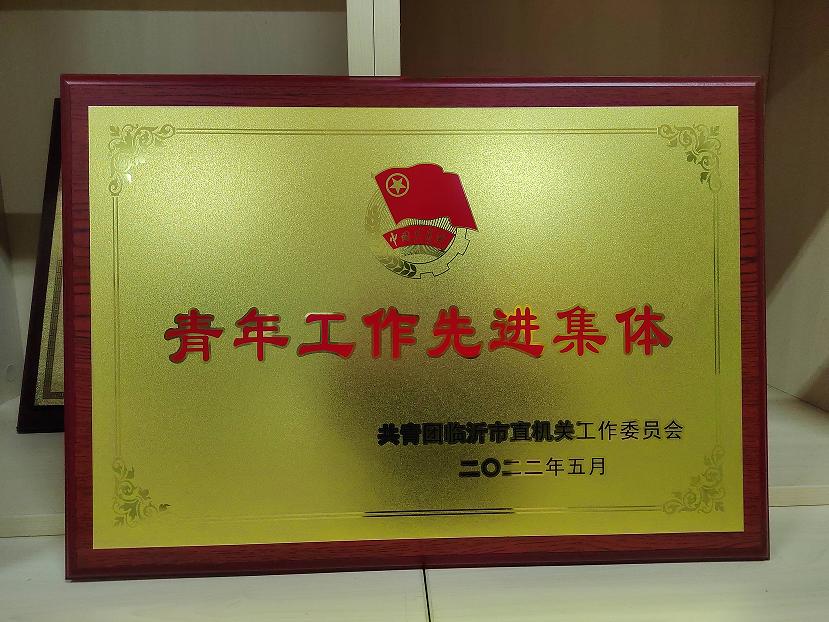 中国共青团
青年工作先进集体
共青团临沂市直机关工作委员会
二〇二二年五月